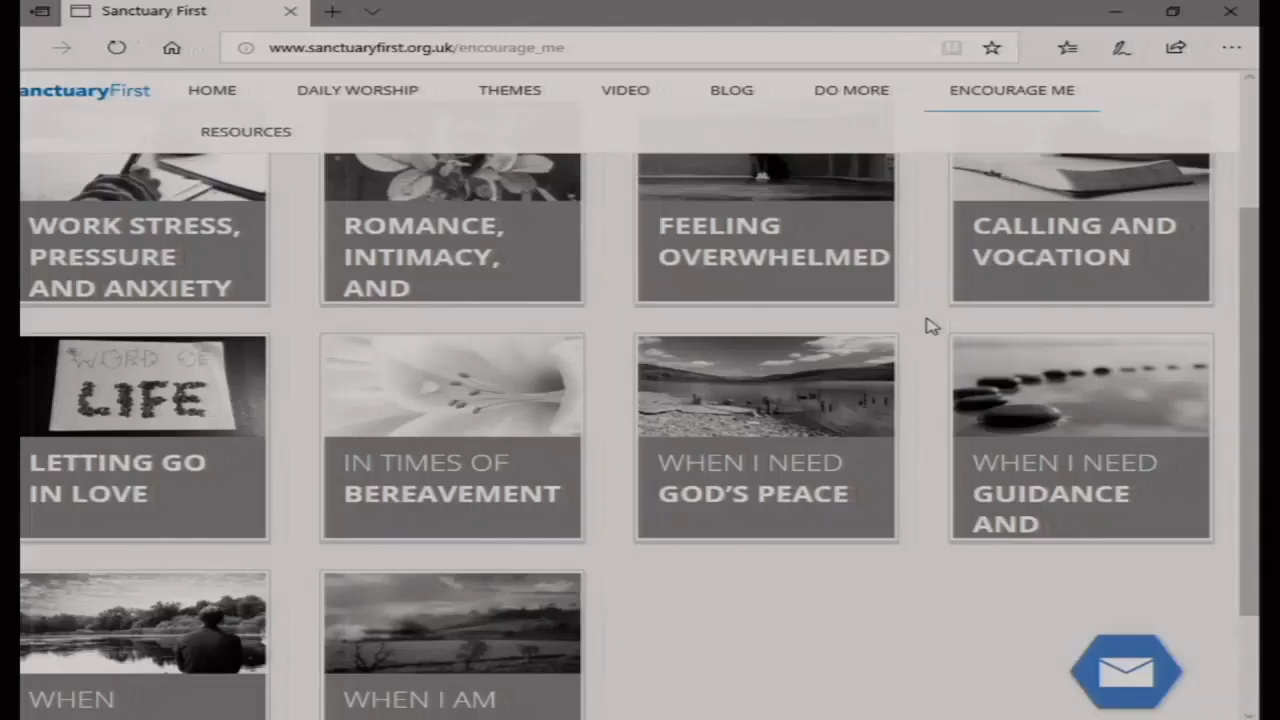 Sanctuary First
www.sanctuaryfirst.org.uk/encourage_me
anctuaryFirst HOME DAILY WORSHIP THEMES VIDEO BLOG DO MORE ENCOURAGE ME
RESOURCES
WORK STRESS,
PRESSURE
AND ANXIETY
ROMANCE,
INTIMACY,
AND
FEELING
OVERWHELMED
CALLING AND
VOCATION
WORD OF
LIFE
LETTING GO
IN LOVE
IN TIMES OF
BEREAVEMENT
WHEN I NEED
GOD'S PEACE
WHEN I NEED
GUIDANCE
AND
WHEN
WHEN I AM